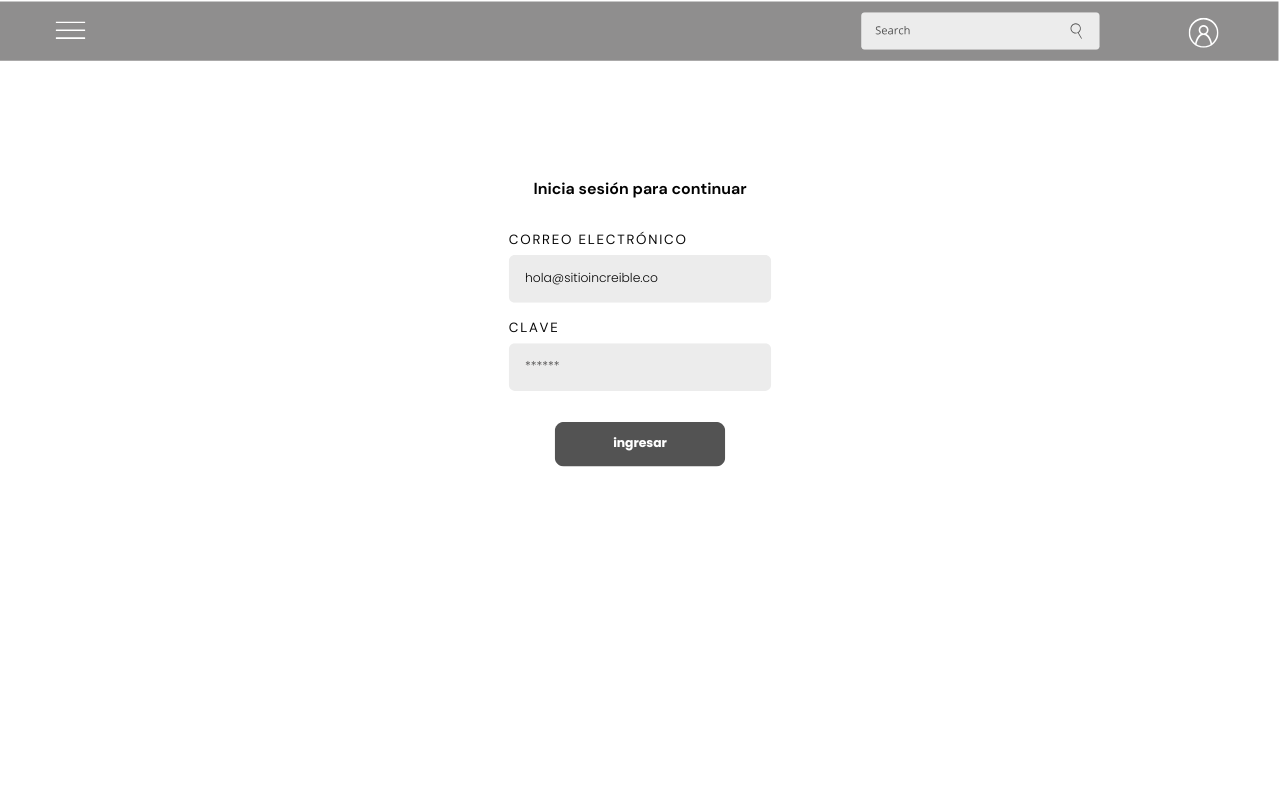 Search
Inicia sesión para continuar
CORREO ELECTRÓNICO
hola@sitioincreible.co
CLAVE
******
ingresar